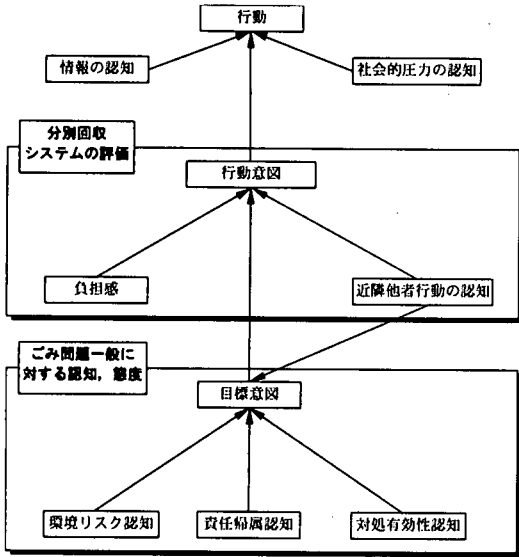 行動
情報の認知
社会的圧力の認知
分別回収
システムの評価
行動意図
負担感
近隣他者行動の認知
ごみ問題一般に
対する認知，態度
目標意図
環境リスク認知
責任帰属認知
対処有効性認知